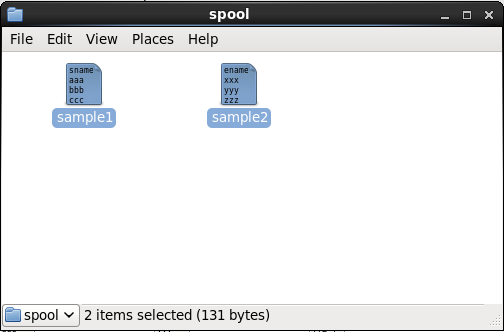 spool
File Edit View Places Help
sname
aaa
bbb
ccc
ename
xxx
yyy
zzz
sample1 sample2
spool 2 items selected (131 bytes)